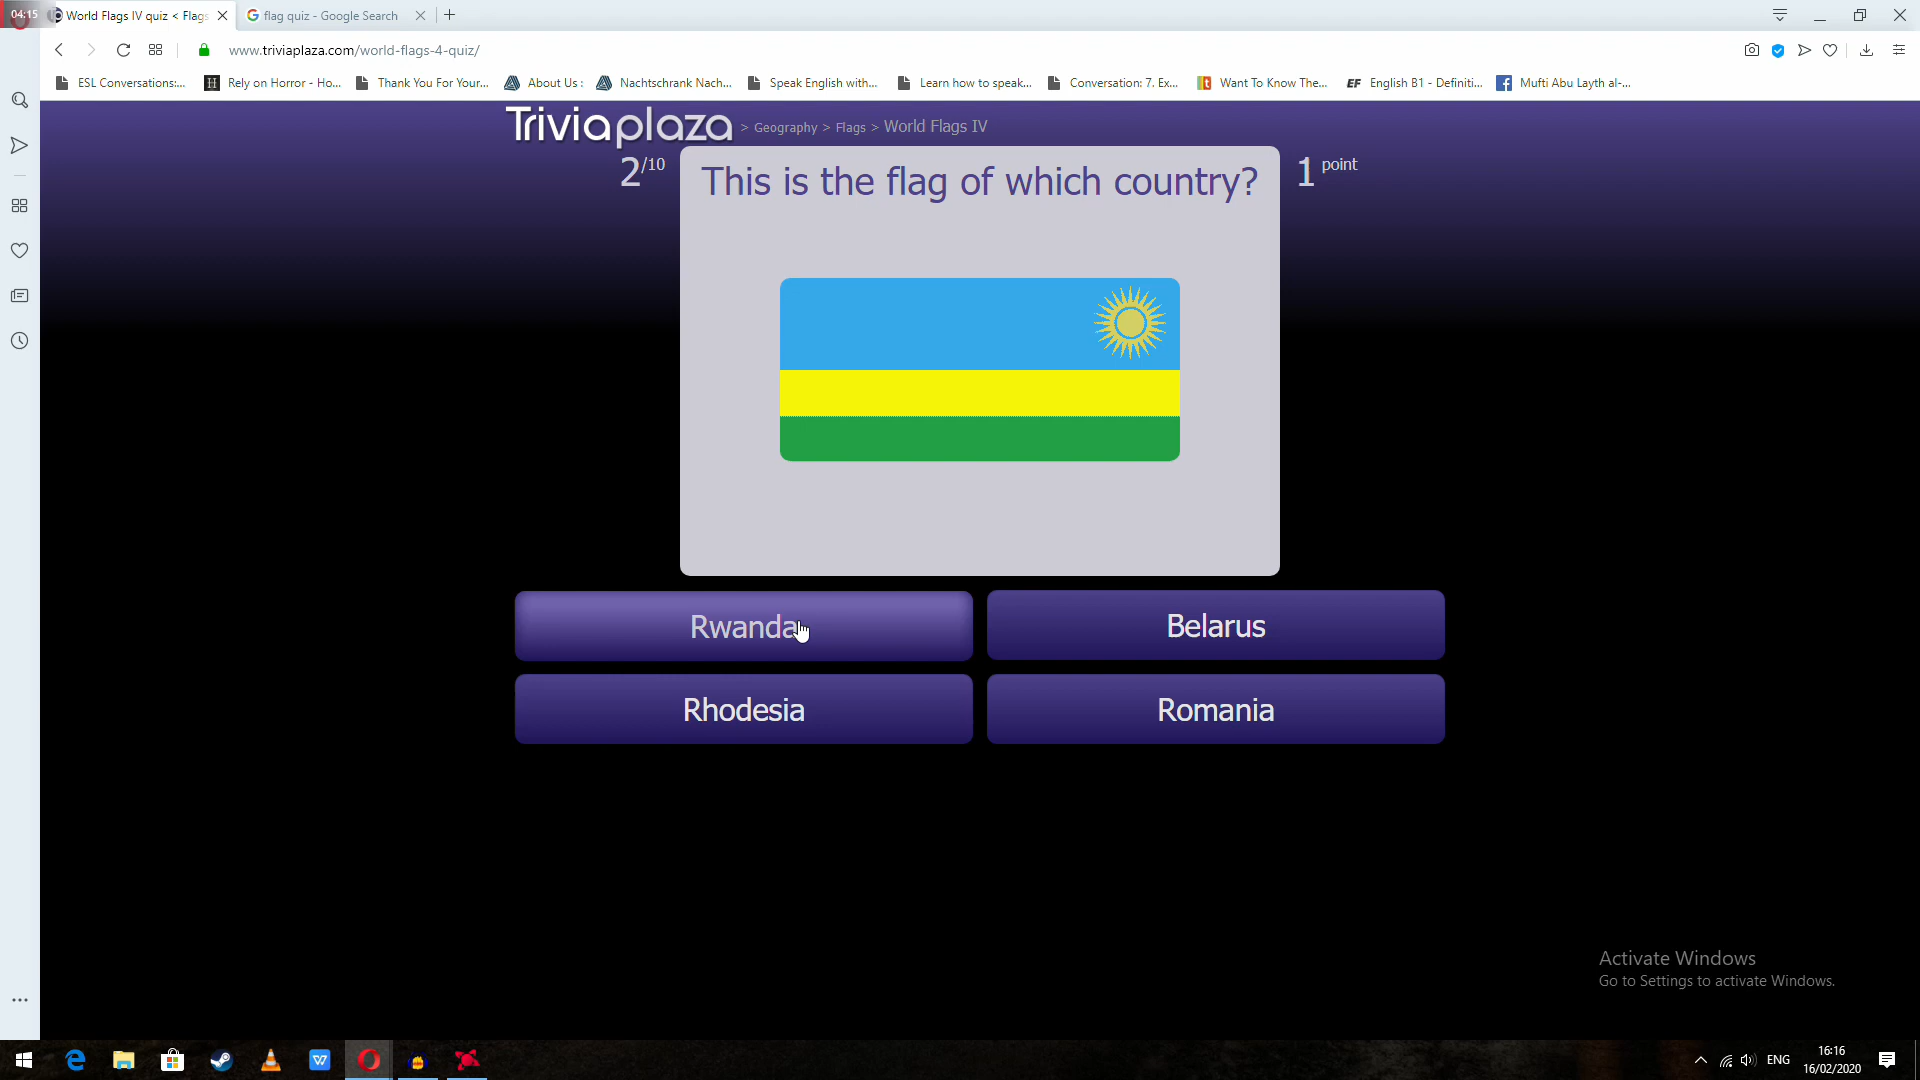 04:15
World Flags IV quiz < Flags
flag quiz - Google Search
www.triviaplaza.com/world-flags-4-quiz/
ESL Conversations:...
Rely on Horror - Ho...
Thank You For Your...
About Us :
Nachtschrank Nach...
Speak English with...
Learn how to speak...
Conversation: 7. Ex...
Want To Know The...
EF English B1 - Definiti...
Mufti Abu Layth al-...
Triviaplaza > Geography > Flags > World Flags IV
2/10
This is the flag of which country?
1 point
Rwanda
Belarus
Rhodesia
Romania
Activate Windows
Go to Settings to activate Windows.
ENG
16:16
16/02/2020